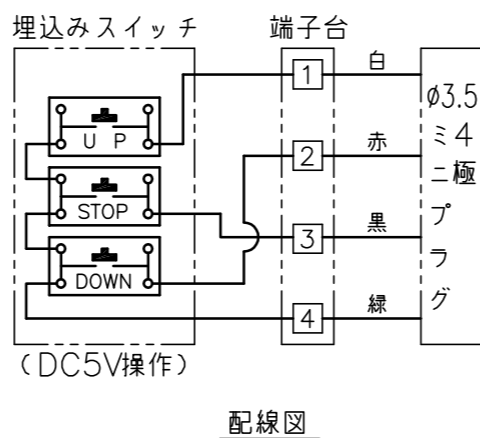 埋込みスイッチ
端子台
1
白
UP
2
赤
STOP
3
黒
DOWN
4
緑
φ3.5
ミニプラグ
4極
(DC5V操作)
配線図